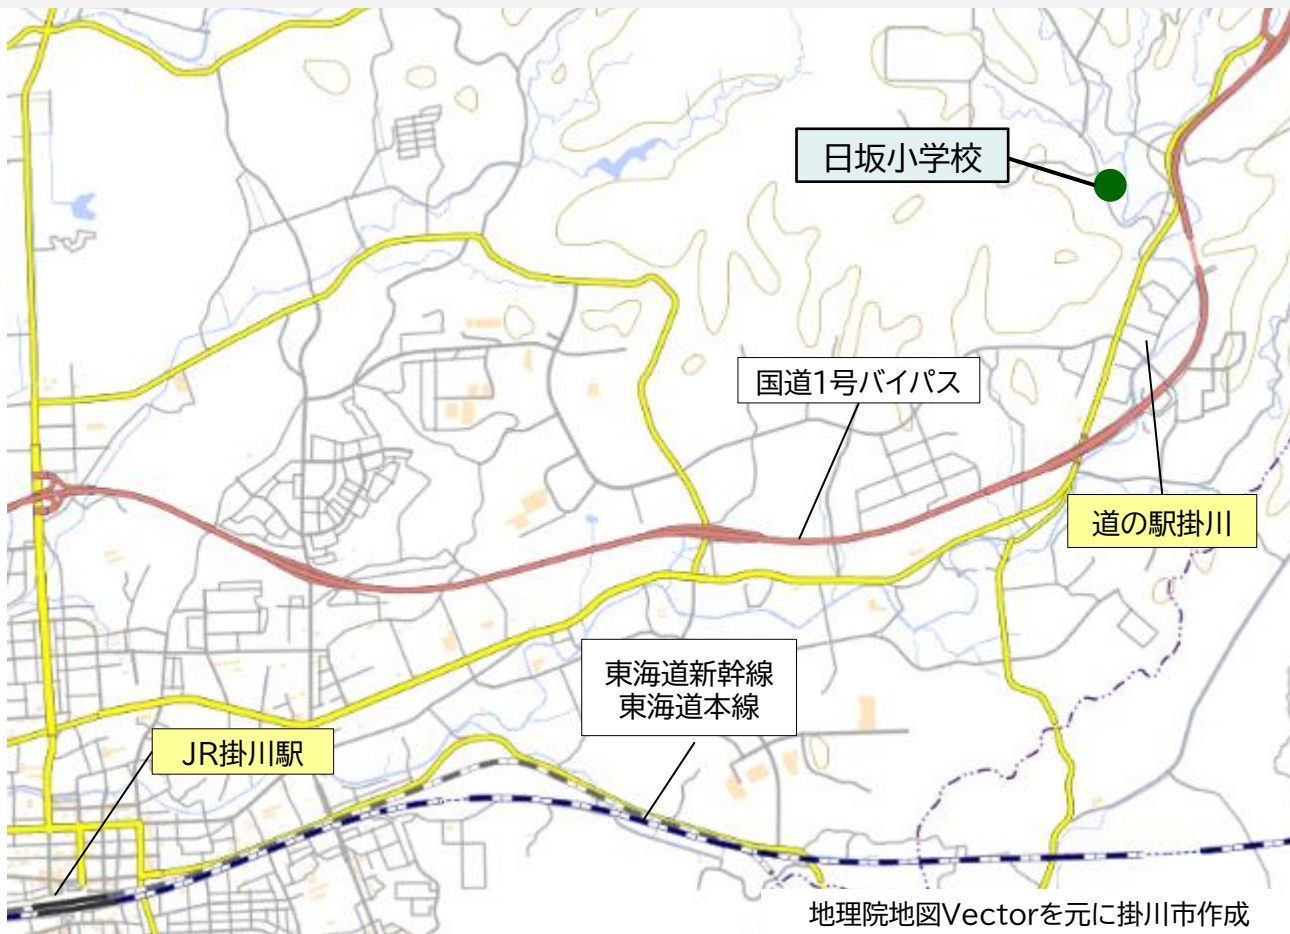 日坂小学校
国道1号バイパス
道の駅掛川
東海道新幹線
東海道本線
JR掛川駅
地理院地図Vectorを元に掛川市作成